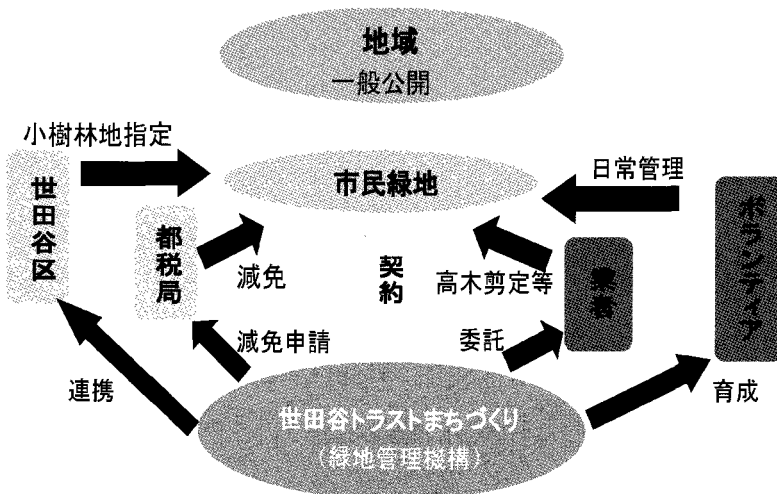 地域
一般公開
小樹林地指定
市民緑地
日常管理
世田谷区
都税局
減免
契約
高木剪定等
業者
ボランティア
減免申請
委託
連携
育成
世田谷トラストまちづくり
（緑地管理機構）